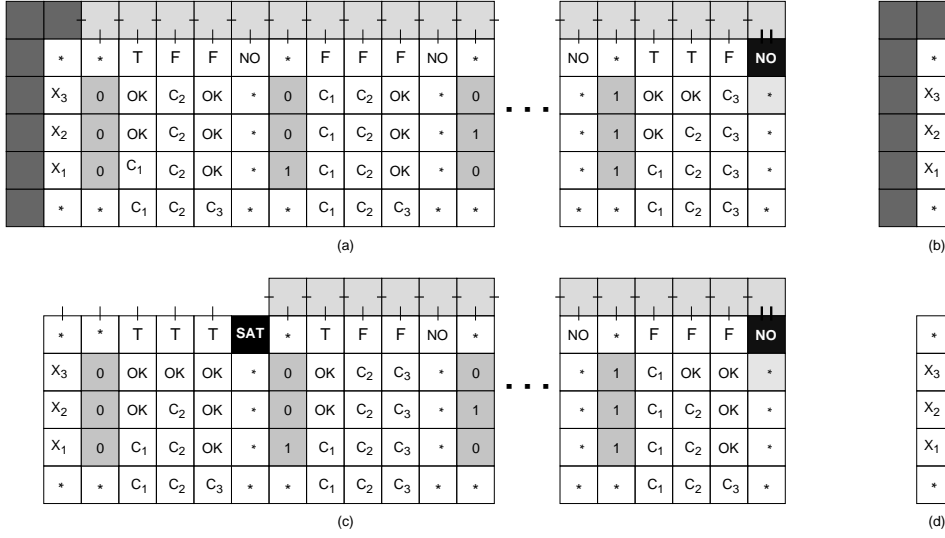 * * T F F NO * F F F NO * NO * T T F NO *
X3 0 OK C2 OK * 0 C1 C2 OK * 0 . . . * 1 OK OK C3 * X3
X2 0 OK C2 OK * 0 C1 C2 OK * 1 * 1 OK C2 C3 * X2
X1 0 C1 C2 OK * 1 C1 C2 OK * 0 * 1 C1 C2 C3 * X1
* * C1 C2 C3 * * C1 C2 C3 * * * * C1 C2 C3 * *
(a) (b)
* * T T T SAT * T F F NO * NO * F F F NO *
X3 0 OK OK OK * 0 OK C2 C3 * 0 . . . * 1 C1 OK OK * X3
X2 0 OK C2 OK * 0 OK C2 C3 * 1 * 1 C1 C2 OK * X2
X1 0 C1 C2 OK * 1 C1 C2 C3 * 0 * 1 C1 C2 OK * X1
* * C1 C2 C3 * * C1 C2 C3 * * * * C1 C2 C3 * *
(c) (d)